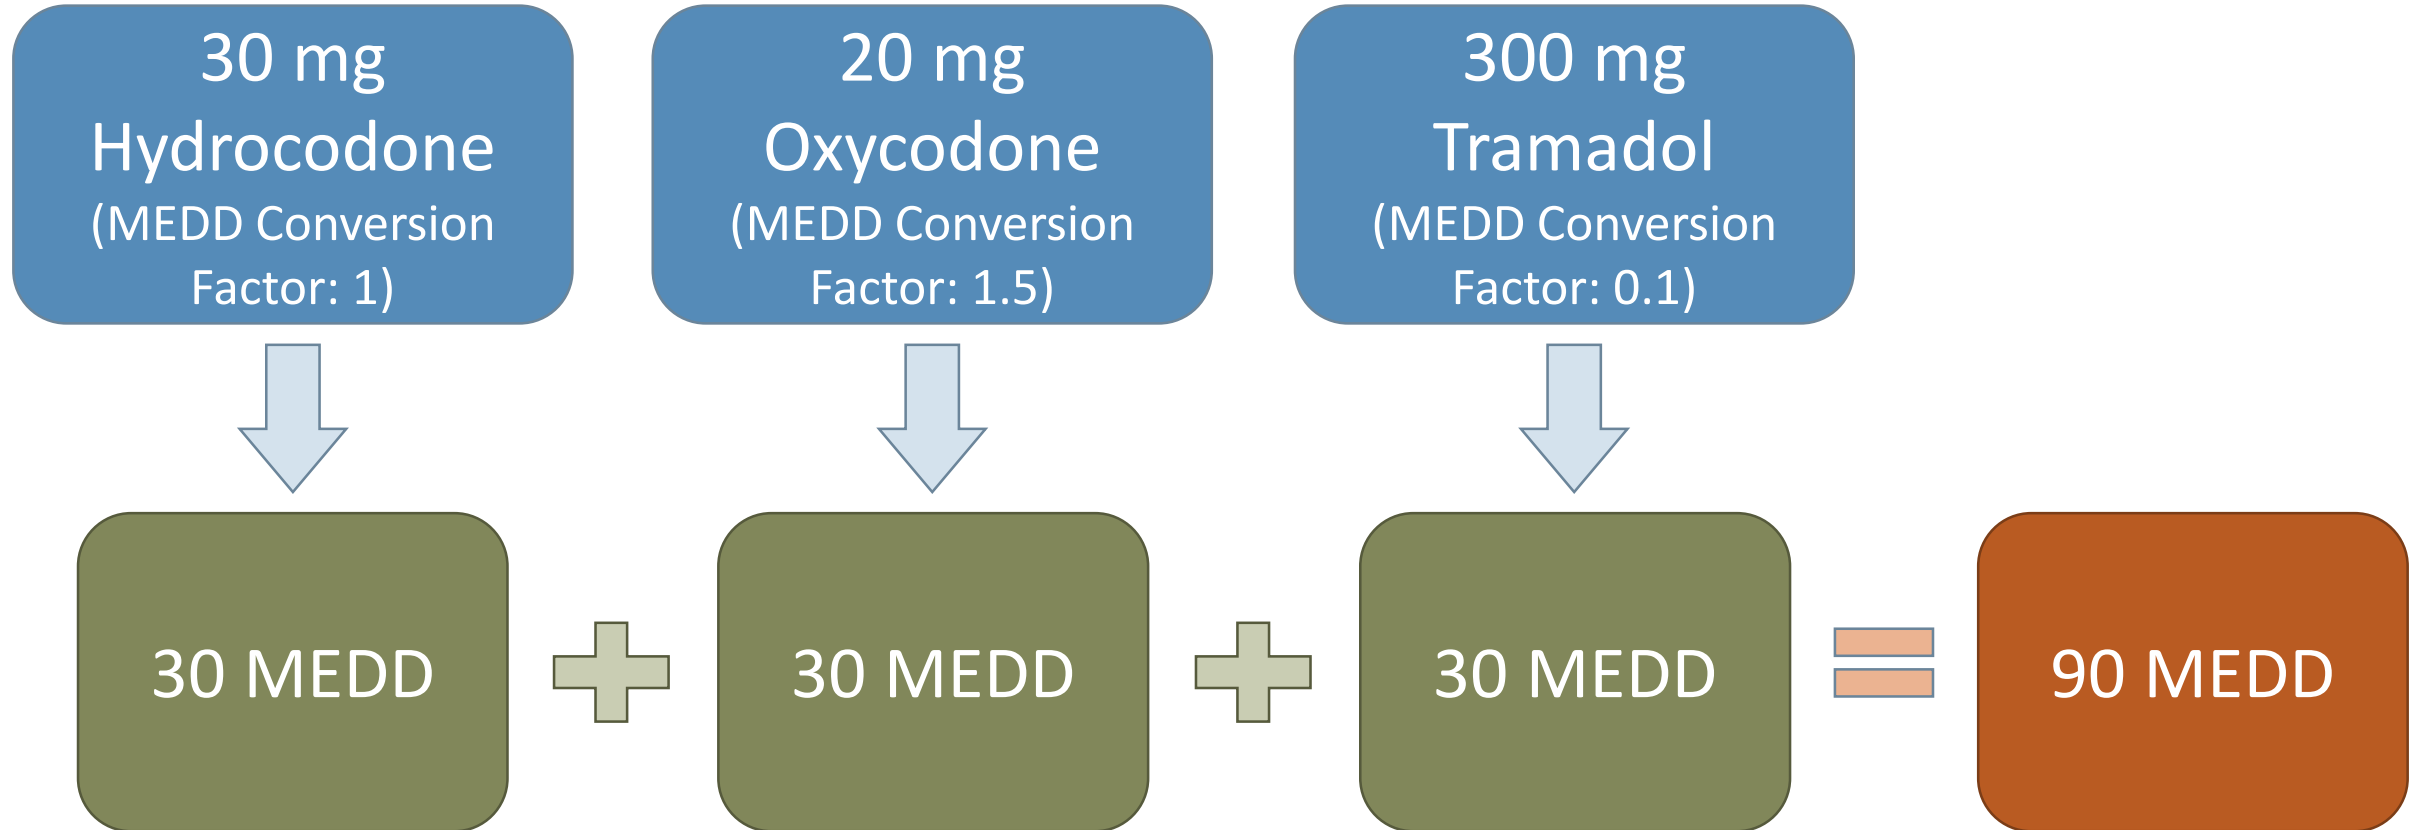 30 mg
Hydrocodone
(MEDD Conversion
Factor: 1)
20 mg
Oxycodone
(MEDD Conversion
Factor: 1.5)
300 mg
Tramadol
(MEDD Conversion
Factor: 0.1)
30 MEDD
30 MEDD
30 MEDD
90 MEDD